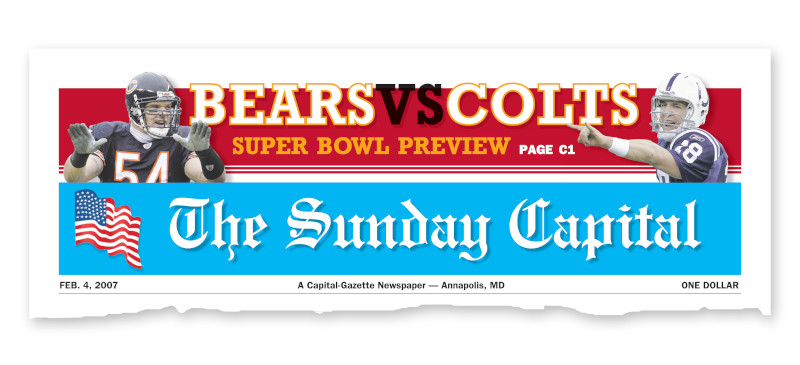 BEARS VS COLTS
SUPER BOWL PREVIEW PAGE C1
54
18
The Sunday Capital
FEB. 4, 2007 A Capital-Gazette Newspaper — Annapolis, MD ONE DOLLAR